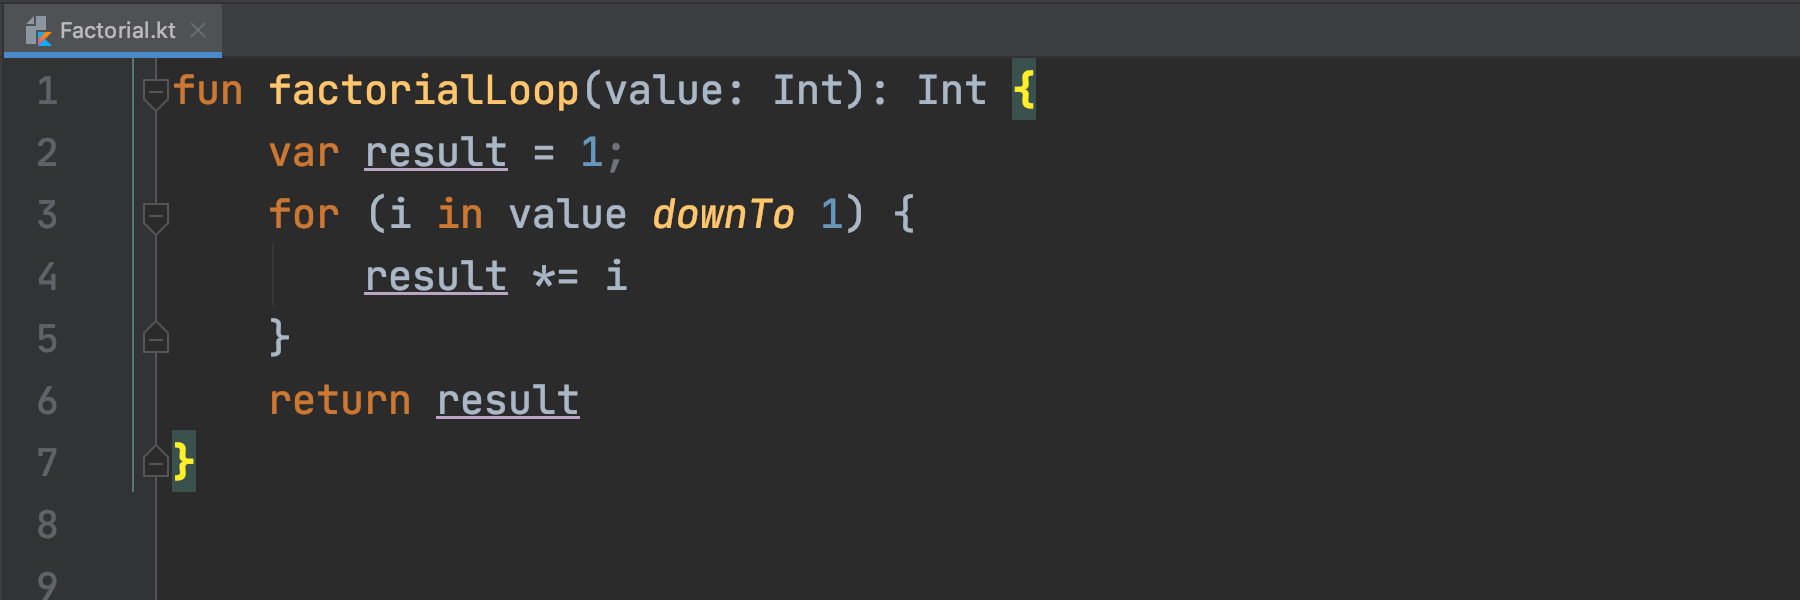 Factorial.kt
1 fun factorialLoop(value: Int): Int {
2     var result = 1;
3     for (i in value downTo 1) {
4         result *= i
5     }
6     return result
7 }
8
9